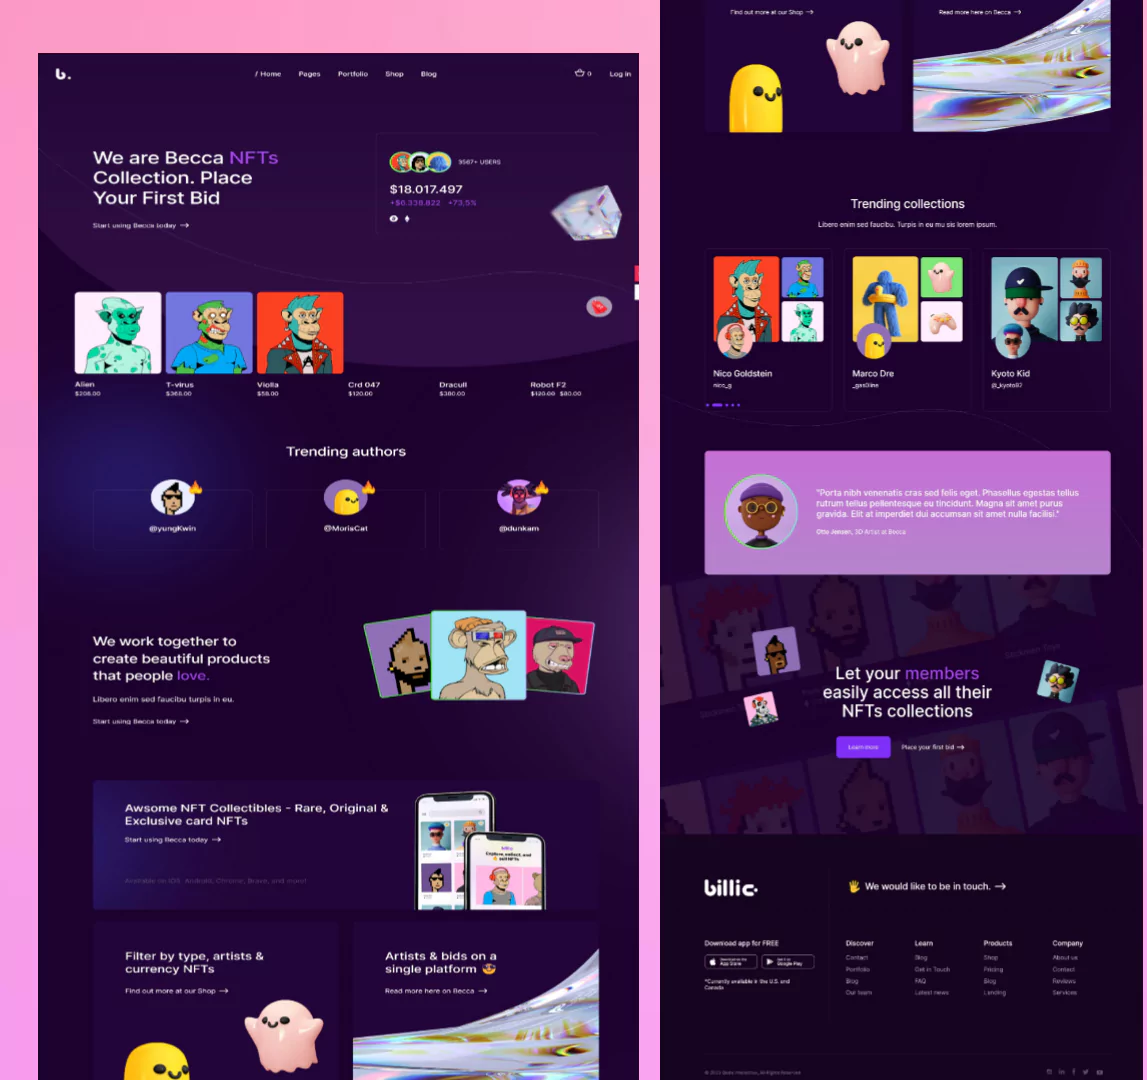 b.
/ Home Pages Portfolio Shop Blog
0 Log in
We are Becca NFTs
Collection. Place
Your First Bid
Start using Becca today →
9567+ USERS
$18.017.497
+$0.338.822 +73,5%
Alien
$208.00
T-virus
$368.00
Violla
$58.00
Crd 047
$120.00
Dracull
$380.00
Robot F2
$120.00 $80.00
Trending authors
@yungKwin
@MoriaCat
@dunkam
We work together to
create beautiful products
that people love.
Libero enim sed faucibu turpis in eu.
Start using Becca today →
Awsome NFT Collectibles - Rare, Original &
Exclusive card NFTs
Start using Becca today →
Available on iOS, Android, Chrome, Brave, and more!
Explore, collect, and
🔥 sell NFTs
Filter by type, artists &
currency NFTs
Find out more at our Shop →
Artists & bids on a
single platform 😍
Read more here on Becca →
Find out more at our Shop →
Read more here on Becca →
Trending collections
Libero enim sed faucibu. Turpis in eu mu sis lorem ipsum.
Nico Goldstein
nico_g
Marco Dre
_gas3line
Kyoto Kid
@_kyoto87
"Porta nibh venenatis cras sed felis eget. Phasellus egestas tellus
rutrum tellus pellentesque eu tincidunt. Magna sit amet purus
gravida. Elit at imperdiet dui accumsan sit amet nulla facilisi."
Otto Jensen, 3D Artist at Becca
Let your members
easily access all their
NFTs collections
Learn more
Place your first bid →
billic.
👋 We would like to be in touch. →
Download app for FREE
App Store
Google Play
*Currently available in the U.S. and
Canada
Discover
Contact
Portfolio
Blog
Our team
Learn
Blog
Get in Touch
FAQ
Latest news
Products
Shop
Pricing
Blog
Landing
Company
About us
Contact
Reviews
Services